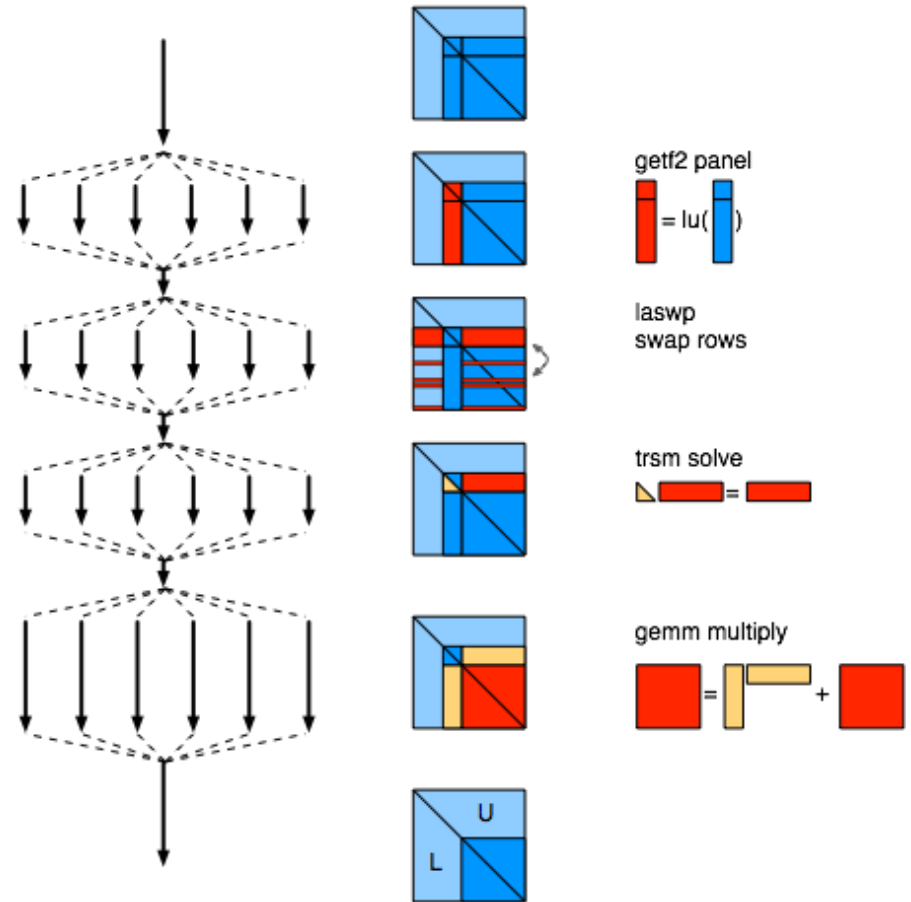 getf2 panel
= lu( )
laswp
swap rows
trsm solve
=
gemm multiply
= +
U
L